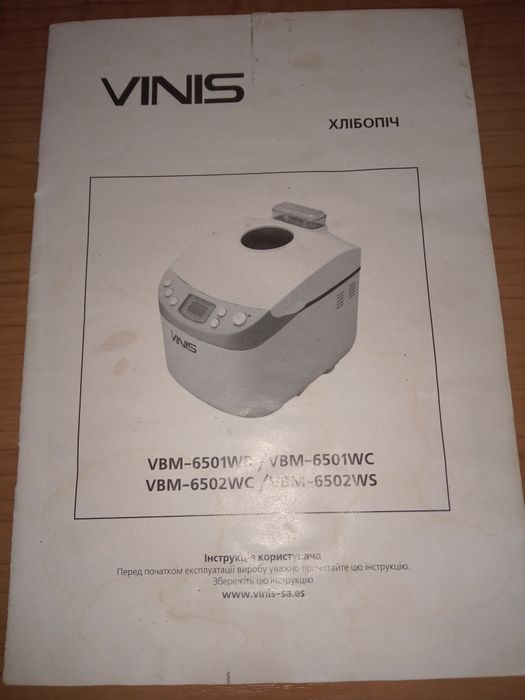 VINIS
ХЛІБОПІЧ
VINIS
VBM-6501WS / VBM-6501WC
VBM-6502WC / VBM-6502WS
Інструкція користувача
Перед початком експлуатації виробу уважно прочитайте цю інструкцію.
Збережіть цю інструкцію
www.vinis-sa.es